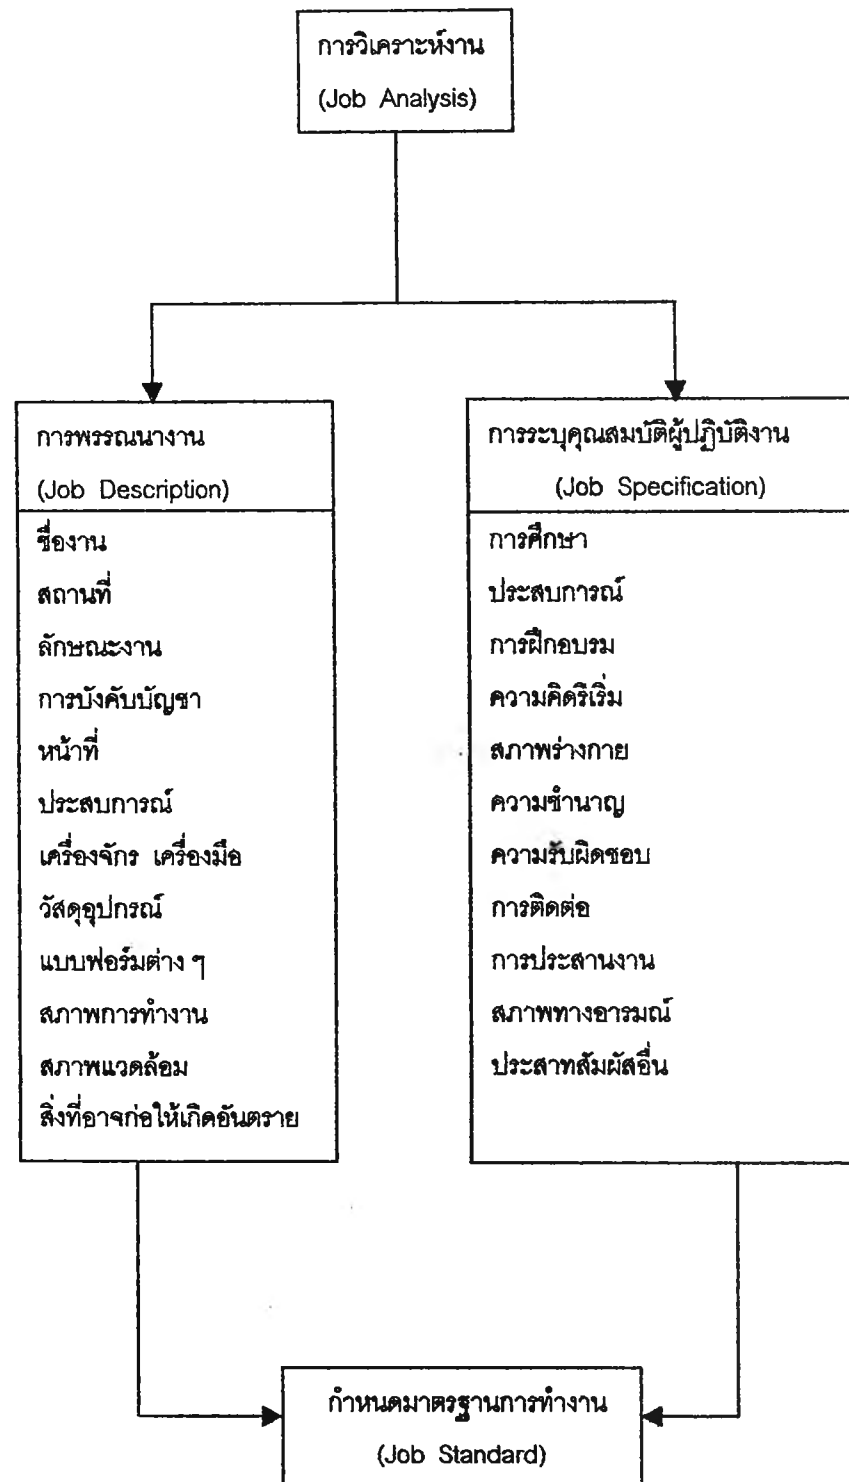 การวิเคราะห์งาน
(Job Analysis)
การพรรณนางาน
(Job Description)
ชื่องาน
สถานที่
ลักษณะงาน
การบังคับบัญชา
หน้าที่
ประสบการณ์
เครื่องจักร เครื่องมือ
วัสดุอุปกรณ์
แบบฟอร์มต่าง ๆ
สภาพการทำงาน
สภาพแวดล้อม
สิ่งที่อาจก่อให้เกิดอันตราย
การระบุคุณสมบัติผู้ปฏิบัติงาน
(Job Specification)
การศึกษา
ประสบการณ์
การฝึกอบรม
ความคิดริเริ่ม
สภาพร่างกาย
ความชำนาญ
ความรับผิดชอบ
การติดต่อ
การประสานงาน
สภาพทางอารมณ์
ประสาทสัมผัสอื่น
กำหนดมาตรฐานการทำงาน
(Job Standard)